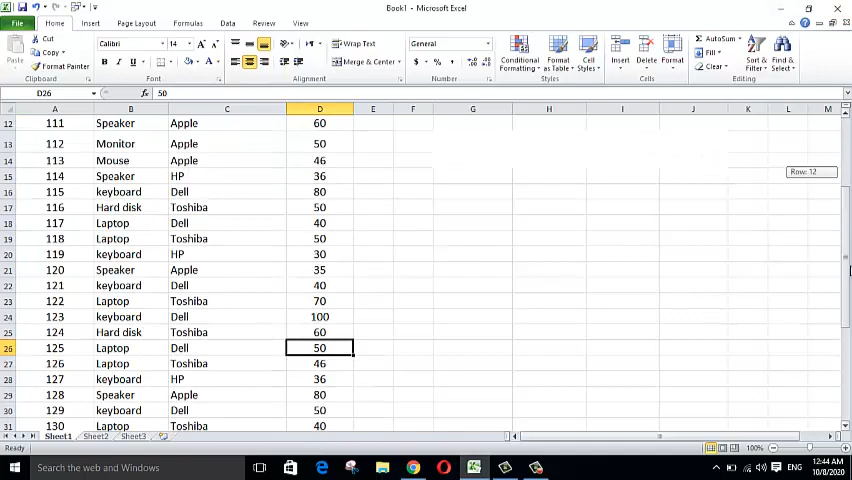 Book1 - Microsoft Excel
File Home Insert Page Layout Formulas Data Review View
Cut
Copy
Format Painter
Paste
Clipboard
Calibri 14
B I U
Font
Wrap Text
Merge & Center
Alignment
General
$ % ,
Number
Conditional Formatting
Format as Table
Cell Styles
Styles
Insert
Delete
Format
Cells
AutoSum
Fill
Clear
Sort & Filter
Find & Select
Editing
D26 fx 50
A B C D E F G H I J K L M
12 111 Speaker Apple 60
13 112 Monitor Apple 50
14 113 Mouse Apple 46
15 114 Speaker HP 36
16 115 keyboard Dell 80
17 116 Hard disk Toshiba 50
18 117 Laptop Dell 40
19 118 Laptop Toshiba 50
20 119 keyboard HP 30
21 120 Speaker Apple 35
22 121 keyboard Dell 40
23 122 Laptop Toshiba 70
24 123 keyboard Dell 100
25 124 Hard disk Toshiba 60
26 125 Laptop Dell 50
27 126 Laptop Toshiba 46
28 127 keyboard HP 36
29 128 Speaker Apple 80
30 129 keyboard Dell 50
31 130 Laptop Toshiba 40
Row: 12
Sheet1 Sheet2 Sheet3
Ready 100%
Search the web and Windows
ENG
12:44 AM
10/8/2020